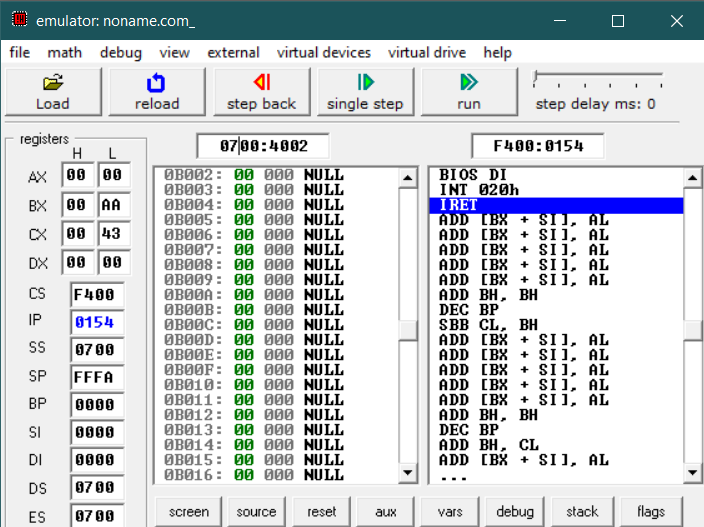 emulator: noname.com_
file math debug view external virtual devices virtual drive help
Load reload step back single step run step delay ms: 0
registers
H L
AX 00 00
BX 00 AA
CX 00 43
DX 00 00
CS F400
IP 0154
SS 0700
SP FFFA
BP 0000
SI 0000
DI 0000
DS 0700
ES 0700
0700:4002
0B002: 00 000 NULL
0B003: 00 000 NULL
0B004: 00 000 NULL
0B005: 00 000 NULL
0B006: 00 000 NULL
0B007: 00 000 NULL
0B008: 00 000 NULL
0B009: 00 000 NULL
0B00A: 00 000 NULL
0B00B: 00 000 NULL
0B00C: 00 000 NULL
0B00D: 00 000 NULL
0B00E: 00 000 NULL
0B00F: 00 000 NULL
0B010: 00 000 NULL
0B011: 00 000 NULL
0B012: 00 000 NULL
0B013: 00 000 NULL
0B014: 00 000 NULL
0B015: 00 000 NULL
0B016: 00 000 NULL
F400:0154
BIOS DI
INT 020h
IRET
ADD [BX + SI], AL
ADD [BX + SI], AL
ADD [BX + SI], AL
ADD [BX + SI], AL
ADD [BX + SI], AL
ADD BH, BH
DEC BP
SBB CL, BH
ADD [BX + SI], AL
ADD [BX + SI], AL
ADD [BX + SI], AL
ADD [BX + SI], AL
ADD [BX + SI], AL
ADD BH, BH
DEC BP
ADD BH, CL
ADD [BX + SI], AL
...
screen source reset aux vars debug stack flags